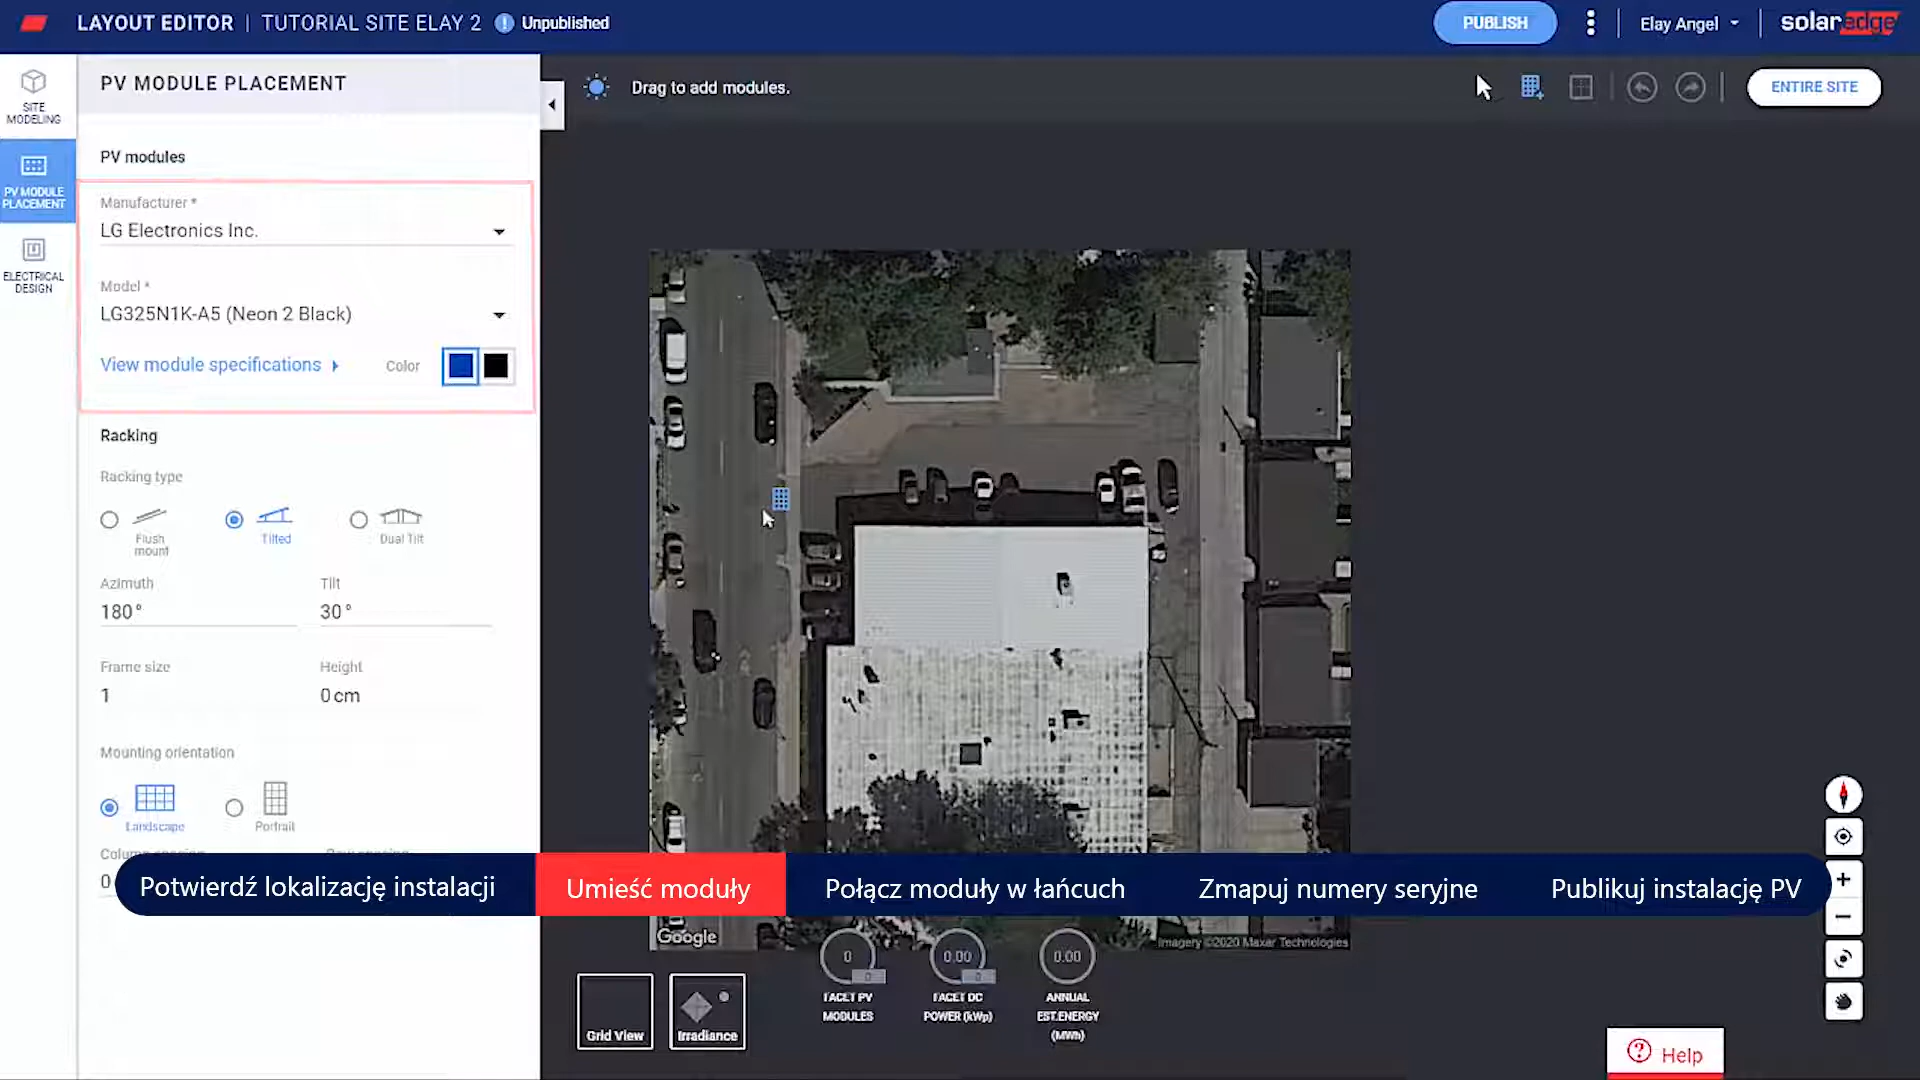 LAYOUT EDITOR | TUTORIAL SITE ELAY 2 ! Unpublished
PUBLISH
Elay Angel
solaredge
SITE
MODELING
PV MODULE
PLACEMENT
ELECTRICAL
DESIGN
PV MODULE PLACEMENT
Drag to add modules.
ENTIRE SITE
PV modules
Manufacturer *
LG Electronics Inc.
Model *
LG325N1K-A5 (Neon 2 Black)
View module specifications
Color
Racking
Racking type
Flush
mount
Tilted
Dual Tilt
Azimuth
Tilt
180°
30°
Frame size
Height
1
0 cm
Mounting orientation
Landscape
Portrait
0
Potwierdź lokalizację instalacji
Umieść moduły
Połącz moduły w łańcuch
Zmapuj numery seryjne
Publikuj instalację PV
Google
Imagery ©2020 Maxar Technologies
Grid View
Irradiance
0
0
FACET PV
MODULES
0.00
0
FACET DC
POWER (kWp)
0.00
ANNUAL
EST.ENERGY
(MWh)
? Help